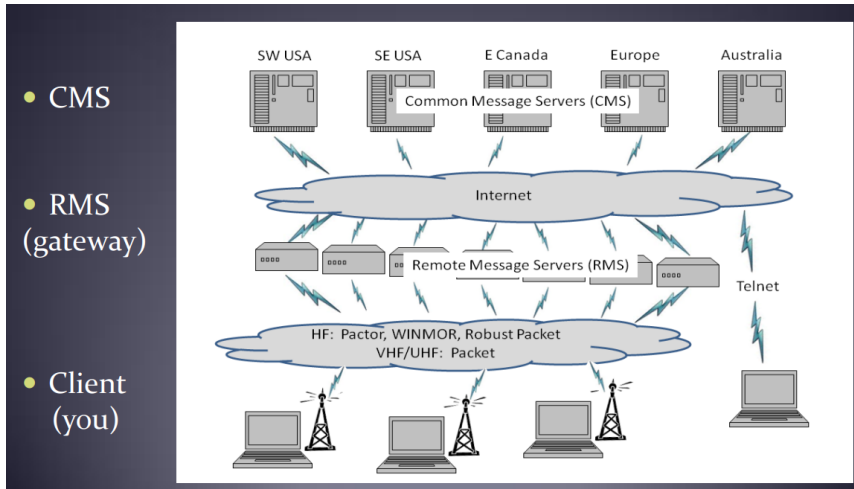 CMS
RMS
(gateway)
Client
(you)
SW USA
SE USA
E Canada
Europe
Australia
Common Message Servers (CMS)
Internet
Remote Message Servers (RMS)
Telnet
HF: Pactor, WINMOR, Robust Packet
VHF/UHF: Packet